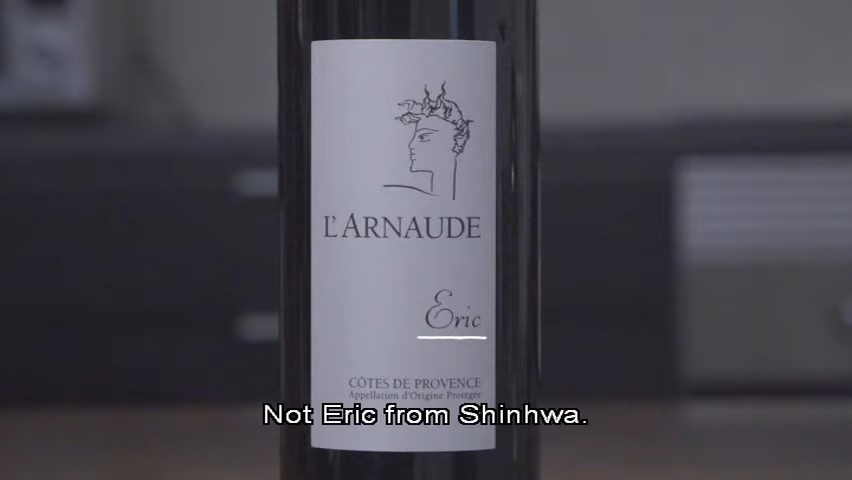 L'ARNAUDE
Eric
CÔTES DE PROVENCE
Appellation d'Origine Protégée
Not Eric from Shinhwa.